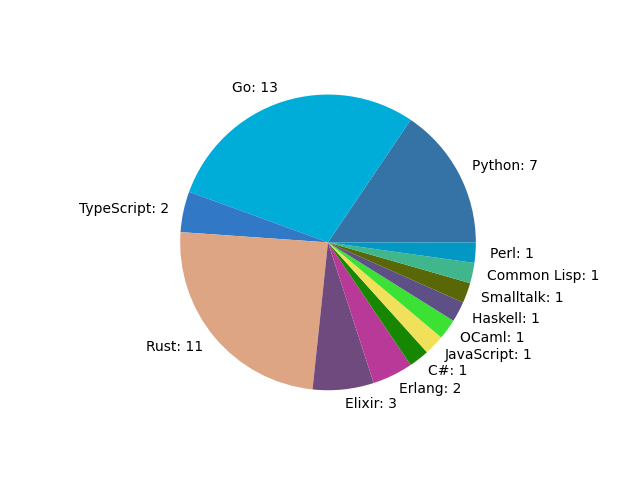 Go: 13
Python: 7
TypeScript: 2
Perl: 1
Common Lisp: 1
Smalltalk: 1
Haskell: 1
OCaml: 1
Rust: 11
JavaScript: 1
C#: 1
Erlang: 2
Elixir: 3